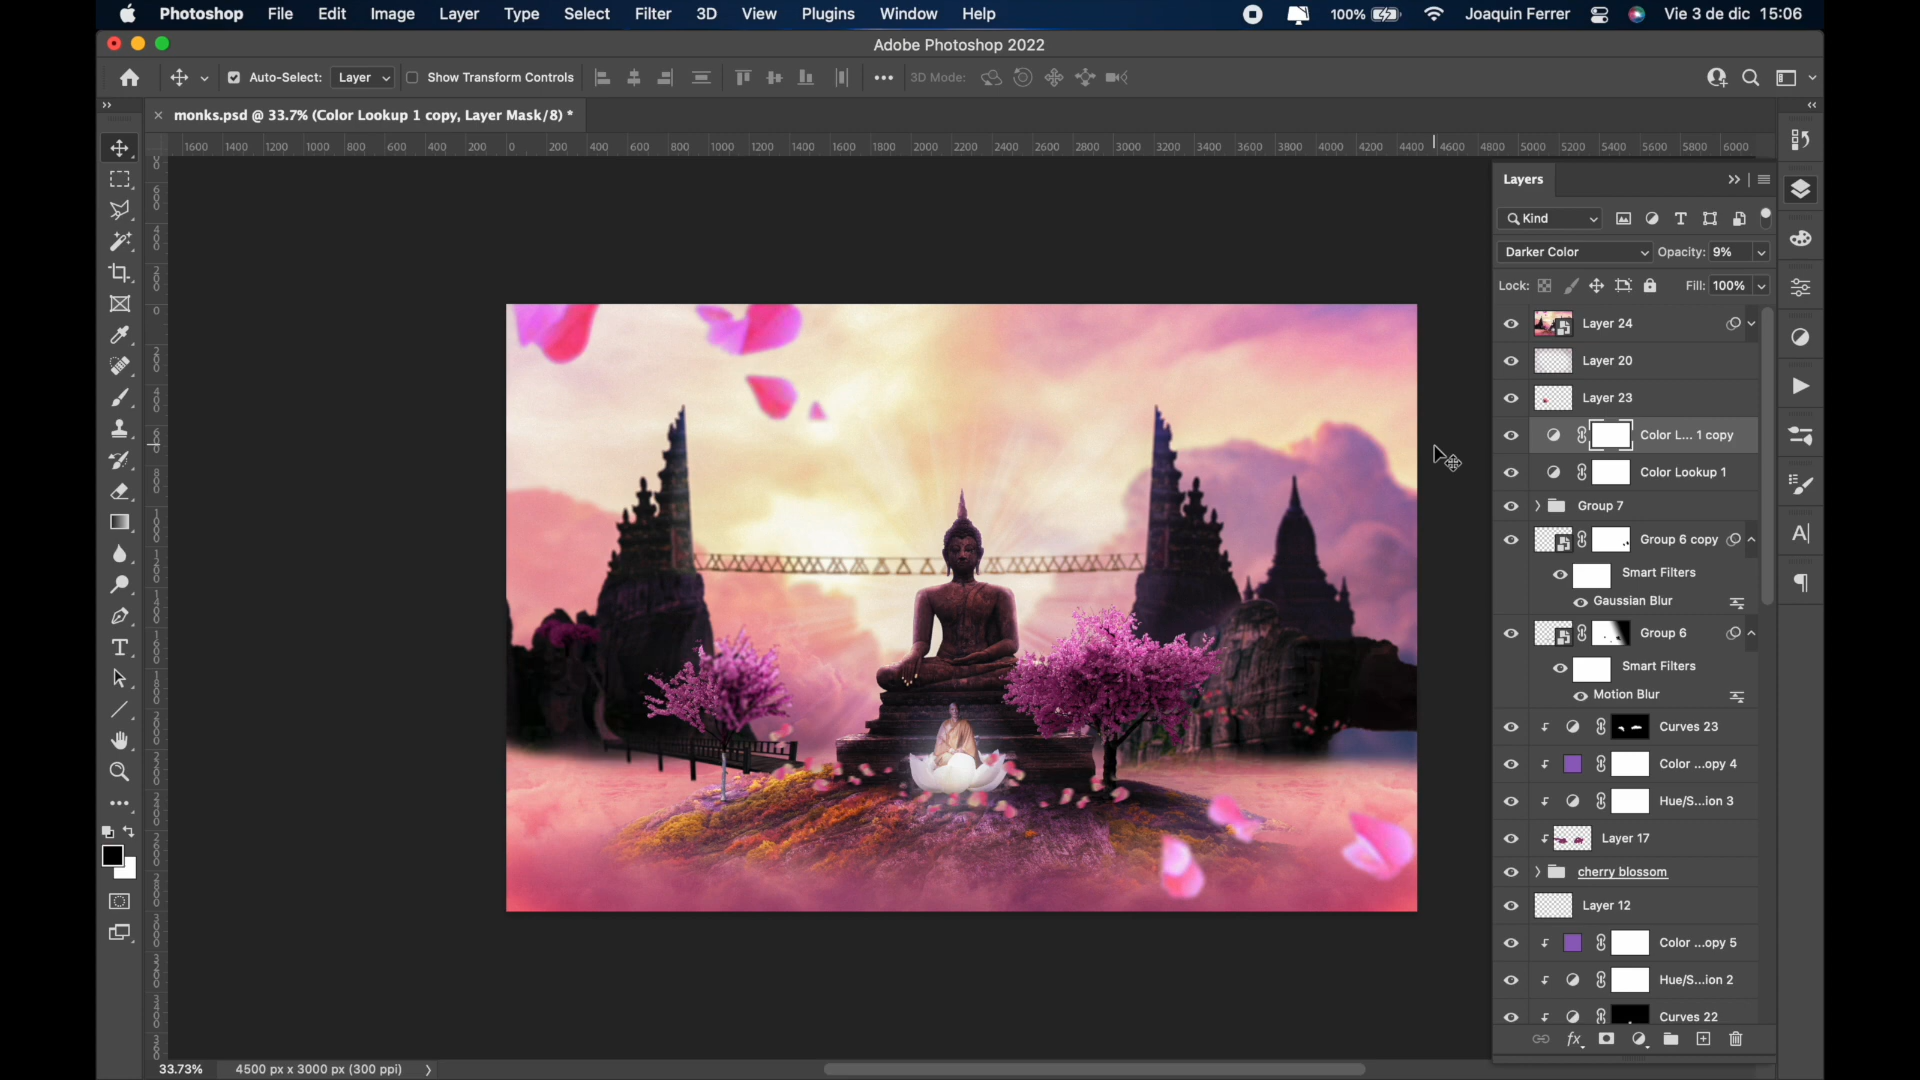 Photoshop File Edit Image Layer Type Select Filter 3D View Plugins Window Help 100% Joaquin Ferrer Vie 3 de dic 15:06
Adobe Photoshop 2022
Auto-Select: Layer Show Transform Controls 3D Mode:
monks.psd @ 33.7% (Color Lookup 1 copy, Layer Mask/8) *
1600 1400 1200 1000 800 600 400 200 0 200 400 600 800 1000 1200 1400 1600 1800 2000 2200 2400 2600 2800 3000 3200 3400 3600 3800 4000 4200 4400 4600 4800 5000 5200 5400 5600 5800 6000
Layers
Kind
Darker Color Opacity: 9%
Lock: Fill: 100%
Layer 24
Layer 20
Layer 23
Color L... 1 copy
Color Lookup 1
Group 7
Group 6 copy
Smart Filters
Gaussian Blur
Group 6
Smart Filters
Motion Blur
Curves 23
Color ...opy 4
Hue/S...ion 3
Layer 17
cherry blossom
Layer 12
Color ...opy 5
Hue/S...ion 2
Curves 22
33.73% 4500 px x 3000 px (300 ppi)